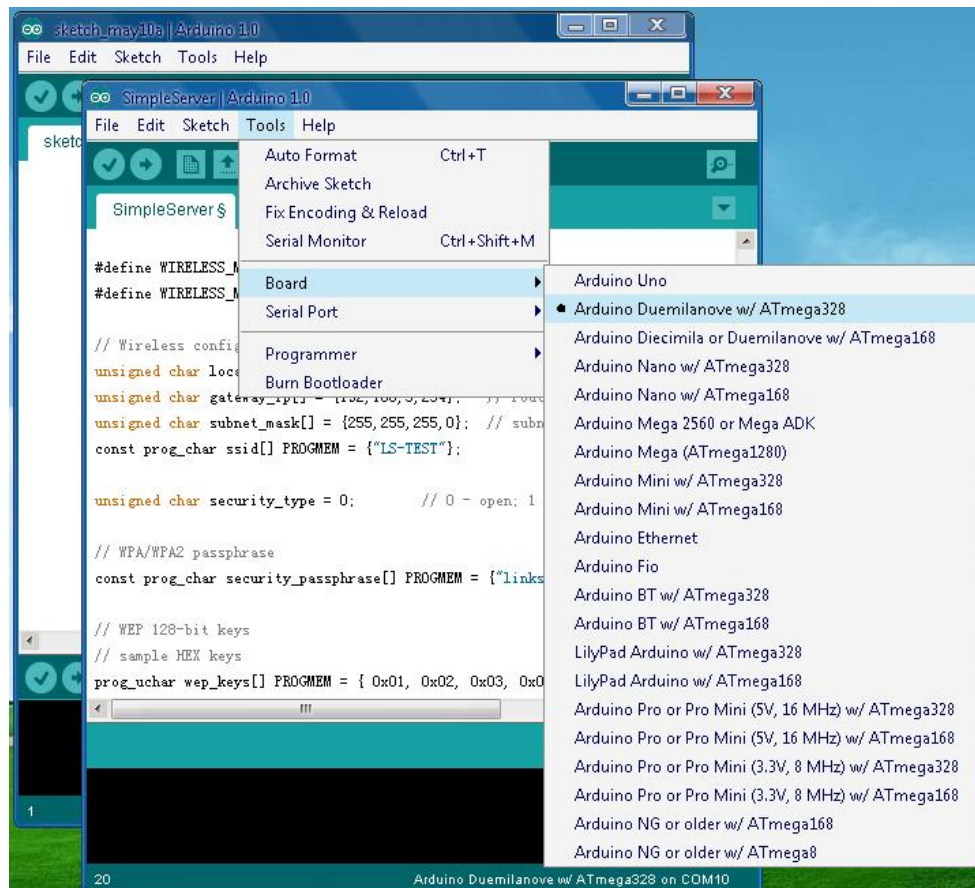 sketch_may10a | Arduino 1.0
File Edit Sketch Tools Help
SimpleServer | Arduino 1.0
File Edit Sketch Tools Help
sketc
SimpleServer §
Auto Format Ctrl+T
Archive Sketch
Fix Encoding & Reload
Serial Monitor Ctrl+Shift+M
Board
Serial Port
Programmer
Burn Bootloader
Arduino Uno
Arduino Duemilanove w/ ATmega328
Arduino Diecimila or Duemilanove w/ ATmega168
Arduino Nano w/ ATmega328
Arduino Nano w/ ATmega168
Arduino Mega 2560 or Mega ADK
Arduino Mega (ATmega1280)
Arduino Mini w/ ATmega328
Arduino Mini w/ ATmega168
Arduino Ethernet
Arduino Fio
Arduino BT w/ ATmega328
Arduino BT w/ ATmega168
LilyPad Arduino w/ ATmega328
LilyPad Arduino w/ ATmega168
Arduino Pro or Pro Mini (5V, 16 MHz) w/ ATmega328
Arduino Pro or Pro Mini (5V, 16 MHz) w/ ATmega168
Arduino Pro or Pro Mini (3.3V, 8 MHz) w/ ATmega328
Arduino Pro or Pro Mini (3.3V, 8 MHz) w/ ATmega168
Arduino NG or older w/ ATmega168
Arduino NG or older w/ ATmega8
#define WIRELESS_M
#define WIRELESS_M
// Wireless config
unsigned char loca
unsigned char
unsigned char subnet_mask[] = {255,255,255,0}; // subn
const prog_char ssid[] PROGMEM = {"LS-TEST"};
unsigned char security_type = 0; // 0 - open; 1
// WPA/WPA2 passphrase
const prog_char security_passphrase[] PROGMEM = {"links
// WEP 128-bit keys
// sample HEX keys
prog_uchar wep_keys[] PROGMEM = { 0x01, 0x02, 0x03, 0x0
1
20
Arduino Duemilanove w/ ATmega328 on COM10